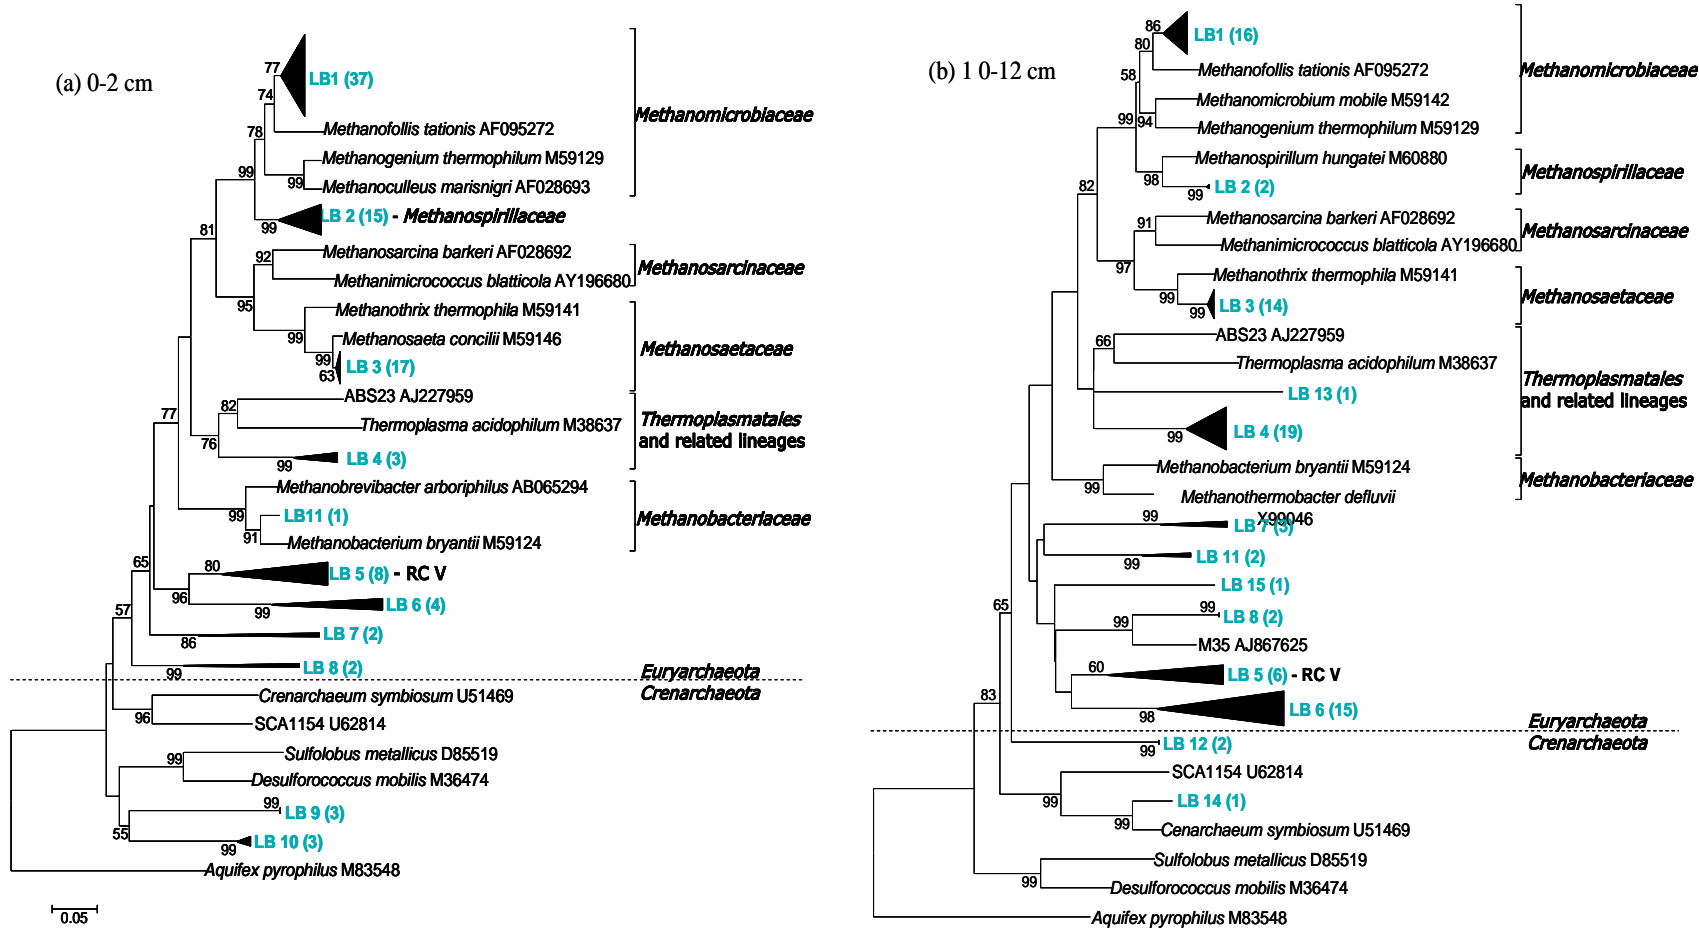 (a) 0-2 cm
77
LB1 (37)
74
Methanofollis tationis AF095272
Methanomicrobiaceae
78
Methanogenium thermophilum M59129
99
99
Methanoculleus marisnigri AF028693
LB 2 (15) - Methanospirillaceae
99
81
Methanosarcina barkeri AF028692
92
Methanosarcinaceae
Methanimicrococcus blatticola AY196680
95
Methanothrix thermophila M59141
99
Methanosaeta concilii M59146
Methanosaetaceae
99
LB 3 (17)
63
ABS23 AJ227959
82
77
Thermoplasma acidophilum M38637
Thermoplasmatales
and related lineages
76
LB 4 (3)
99
Methanobrevibacter arboriphilus AB065294
99
LB11 (1)
Methanobacteriaceae
91
Methanobacterium bryantii M59124
65
80
LB 5 (8) - RC V
96
LB 6 (4)
99
57
LB 7 (2)
86
LB 8 (2)
99
Euryarchaeota
Crenarchaeota
Crenarchaeum symbiosum U51469
96
SCA1154 U62814
99
Sulfolobus metallicus D85519
Desulforococcus mobilis M36474
99
LB 9 (3)
55
LB 10 (3)
99
Aquifex pyrophilus M83548
0.05
(b) 1 0-12 cm
86
LB1 (16)
80
Methanofollis tationis AF095272
Methanomicrobiaceae
58
Methanomicrobium mobile M59142
99
94
Methanogenium thermophilum M59129
Methanospirillum hungatei M60880
Methanospirillaceae
98
LB 2 (2)
99
82
Methanosarcina barkeri AF028692
91
Methanosarcinaceae
Methanimicrococcus blatticola AY196680
97
Methanothrix thermophila M59141
99
Methanosaetaceae
LB 3 (14)
99
ABS23 AJ227959
66
Thermoplasma acidophilum M38637
Thermoplasmatales
and related lineages
LB 13 (1)
LB 4 (19)
99
Methanobacterium bryantii M59124
99
Methanobacteriaceae
Methanothermobacter defluvii
X99046
99
LB 7 (3)
LB 11 (2)
99
LB 15 (1)
65
99
LB 8 (2)
99
M35 AJ867625
60
LB 5 (6) - RC V
83
LB 6 (15)
98
Euryarchaeota
Crenarchaeota
LB 12 (2)
99
SCA1154 U62814
99
LB 14 (1)
99
Cenarchaeum symbiosum U51469
Sulfolobus metallicus D85519
99
Desulforococcus mobilis M36474
Aquifex pyrophilus M83548